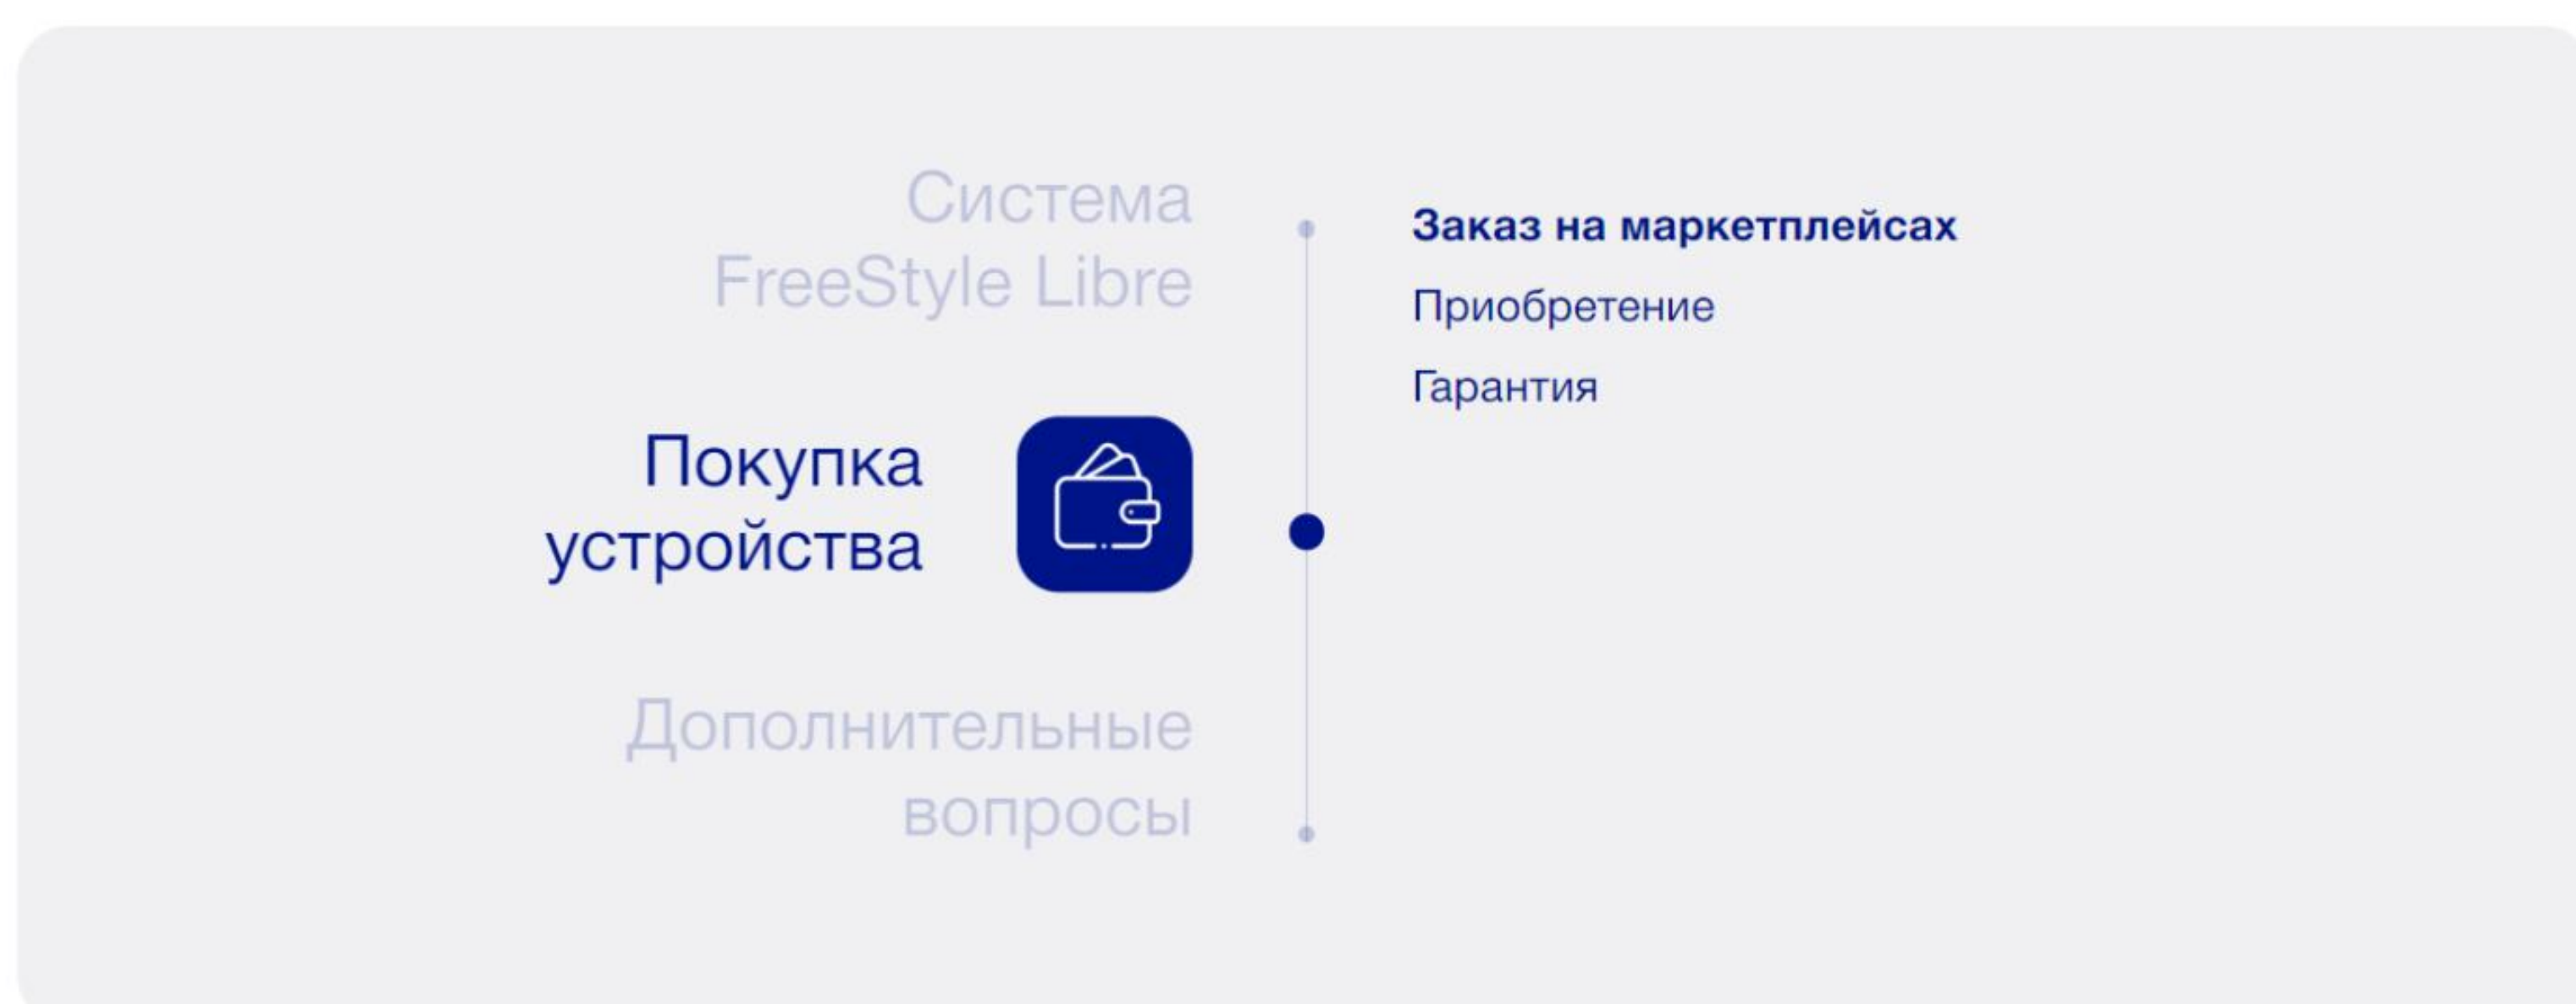 Система
FreeStyle Libre
Покупка
устройства
Дополнительные
вопросы
Заказ на маркетплейсах
Приобретение
Гарантия